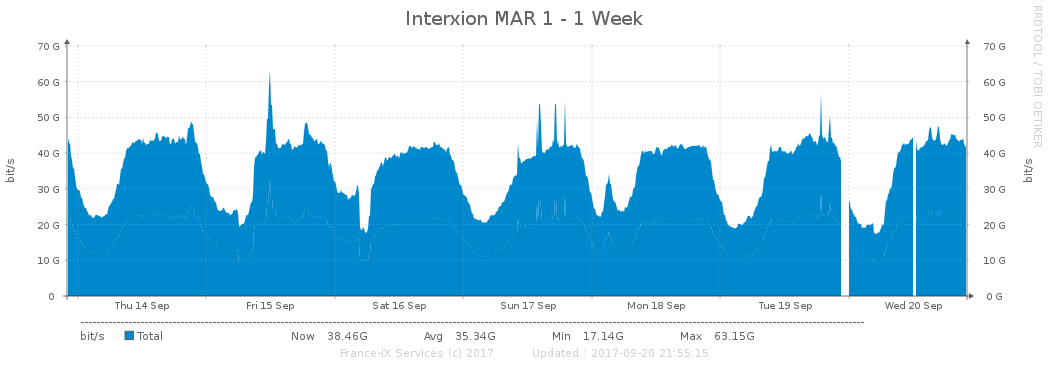 Interxion MAR 1 - 1 Week
RRDTOOL / TOBI OETIKER
70 G 70 G
60 G 60 G
50 G 50 G
40 G 40 G
30 G 30 G
20 G 20 G
10 G 10 G
0 0 G
bit/s
bit/s
Thu 14 Sep Fri 15 Sep Sat 16 Sep Sun 17 Sep Mon 18 Sep Tue 19 Sep Wed 20 Sep
bit/s Total Now 38.46G Avg 35.34G Min 17.14G Max 63.15G
France-IX Services (c) 2017 Updated : 2017-09-20 21:55:15